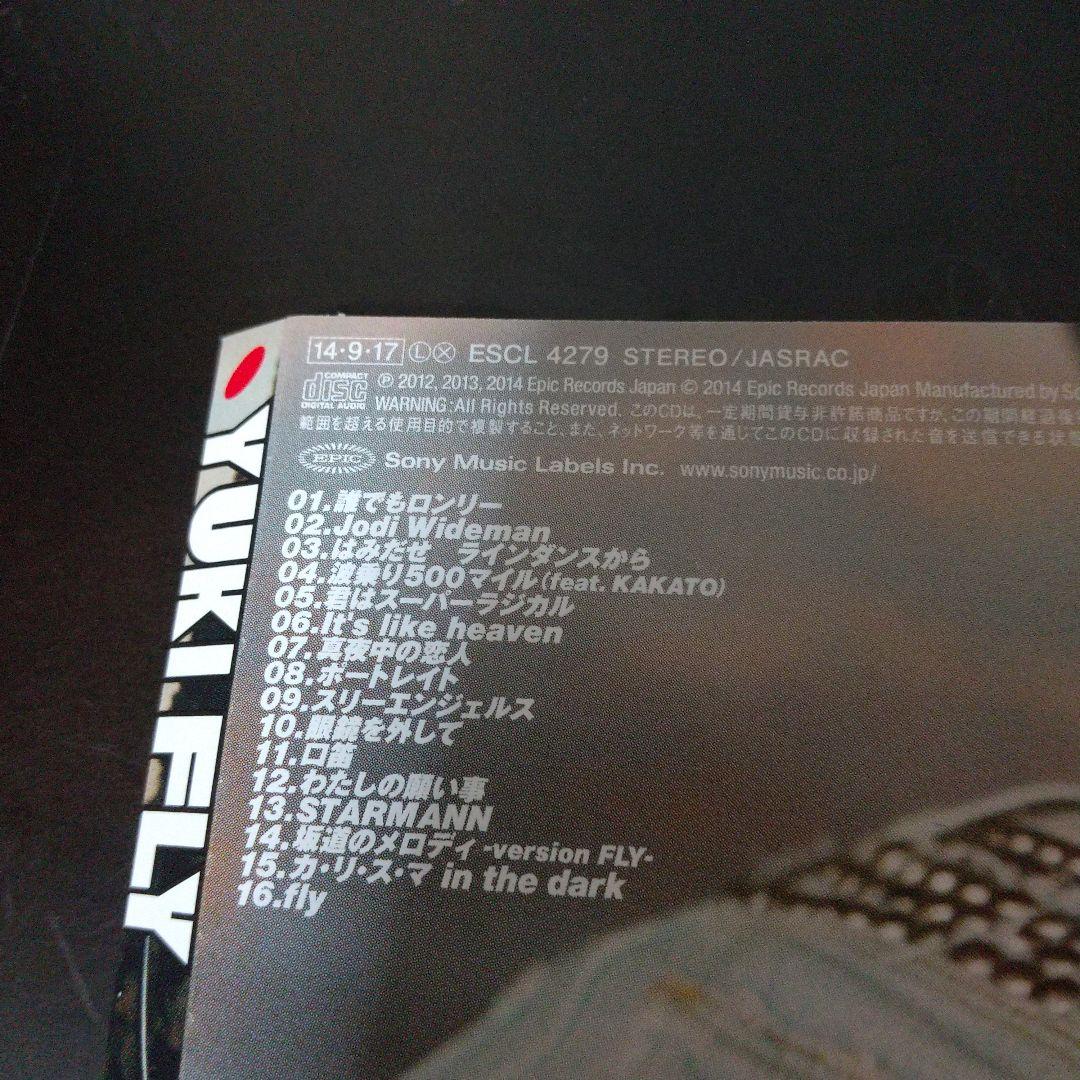 14・9・17 Ⓛ ⓧ ESCL 4279 STEREO/JASRAC
COMPACT disc DIGITAL AUDIO
Ⓟ 2012, 2013, 2014 Epic Records Japan © 2014 Epic Records Japan Manufactured by So
WARNING:All Rights Reserved. このCDは、一定期間貸与非許諾商品ですが、この期間経過後
範囲を超える使用目的で複製すること、また、ネットワーク等を通じてこのCDに収録された音を送信できる状態
EPIC Sony Music Labels Inc. www.sonymusic.co.jp/
01.誰でもロンリー
02.Jodi Wideman
03.はみだせ ラインダンスから
04.波乗り500マイル(feat. KAKATO)
05.君はスーパーラジカル
06.It's like heaven
07.真夜中の恋人
08.ポートレイト
09.スリーエンジェルス
10.眼鏡を外して
11.口笛
12.わたしの願い事
13.STARMANN
14.坂道のメロディ -version FLY-
15.カ・リ・ス・マ in the dark
16.fly
YUKI FLY